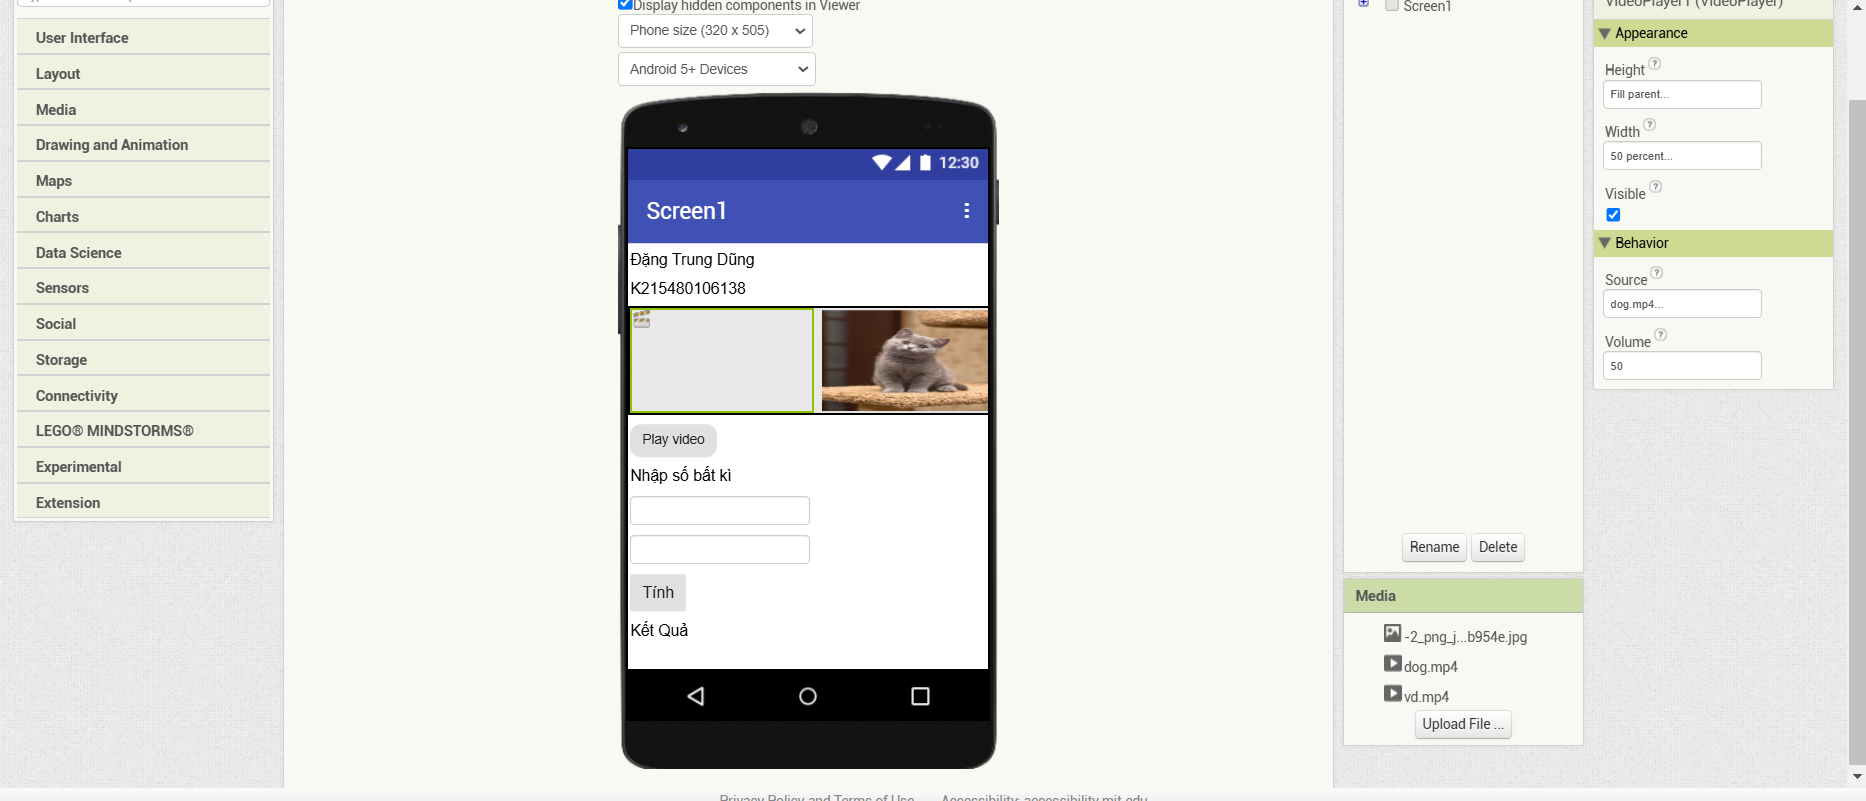 User Interface
Layout
Media
Drawing and Animation
Maps
Charts
Data Science
Sensors
Social
Storage
Connectivity
LEGO® MINDSTORMS®
Experimental
Extension
Display hidden components in Viewer
Phone size (320 x 505)
Android 5+ Devices
12:30
Screen1
Đặng Trung Dũng
K215480106138
Play video
Nhập số bất kì
Tính
Kết Quả
Screen1
Rename Delete
Media
-2_png_j...b954e.jpg
dog.mp4
vd.mp4
Upload File ...
VideoPlayer1 (VideoPlayer)
Appearance
Height ?
Fill parent...
Width ?
50 percent...
Visible ?
Behavior
Source ?
dog.mp4...
Volume ?
50
Privacy Policy and Terms of Use Accessibility: accessibility.mit.edu